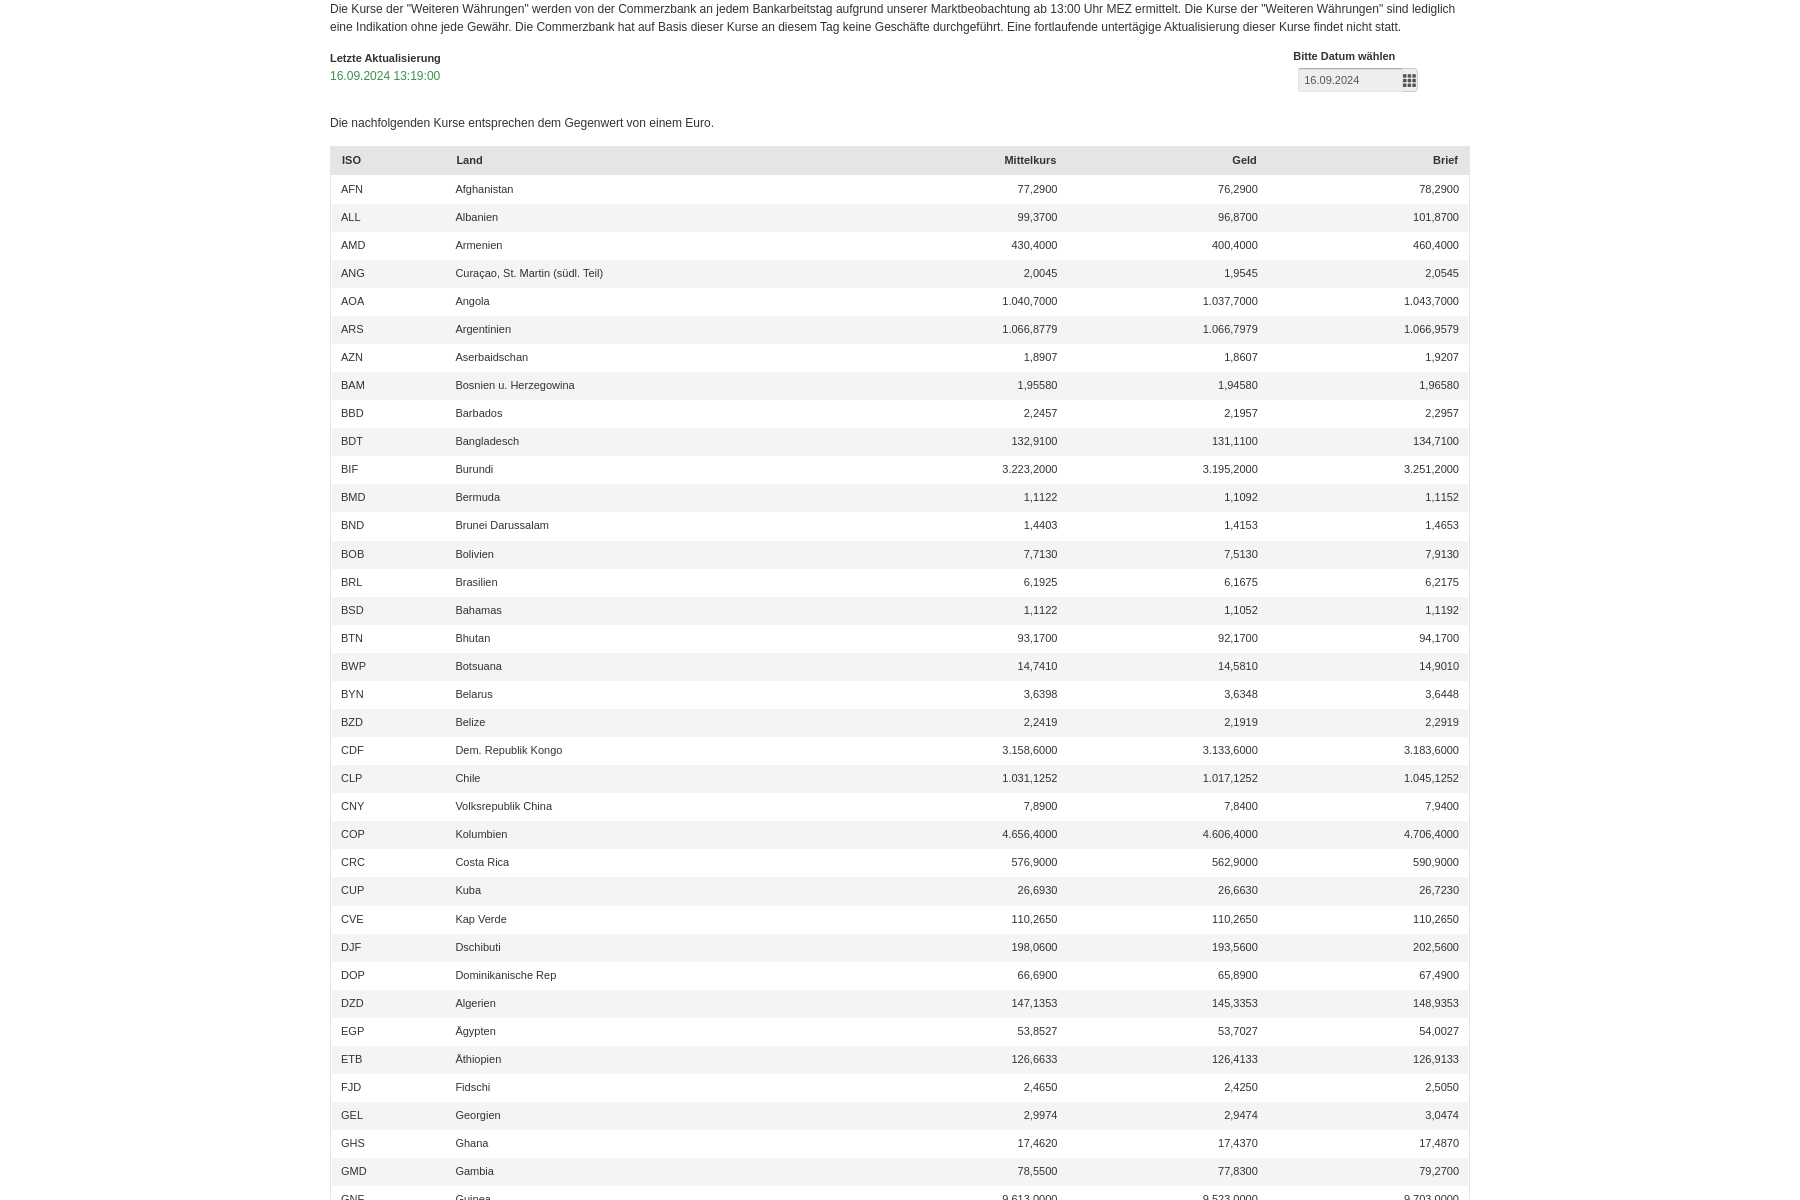 Die Kurse der "Weiteren Währungen" werden von der Commerzbank an jedem Bankarbeitstag aufgrund unserer Marktbeobachtung ab 13:00 Uhr MEZ ermittelt. Die Kurse der "Weiteren Währungen" sind lediglich
eine Indikation ohne jede Gewähr. Die Commerzbank hat auf Basis dieser Kurse an diesem Tag keine Geschäfte durchgeführt. Eine fortlaufende untertägige Aktualisierung dieser Kurse findet nicht statt.
Letzte Aktualisierung
16.09.2024 13:19:00
Bitte Datum wählen
16.09.2024
Die nachfolgenden Kurse entsprechen dem Gegenwert von einem Euro.
ISO Land Mittelkurs Geld Brief
AFN Afghanistan 77,2900 76,2900 78,2900
ALL Albanien 99,3700 96,8700 101,8700
AMD Armenien 430,4000 400,4000 460,4000
ANG Curaçao, St. Martin (südl. Teil) 2,0045 1,9545 2,0545
AOA Angola 1.040,7000 1.037,7000 1.043,7000
ARS Argentinien 1.066,8779 1.066,7979 1.066,9579
AZN Aserbaidschan 1,8907 1,8607 1,9207
BAM Bosnien u. Herzegowina 1,95580 1,94580 1,96580
BBD Barbados 2,2457 2,1957 2,2957
BDT Bangladesch 132,9100 131,1100 134,7100
BIF Burundi 3.223,2000 3.195,2000 3.251,2000
BMD Bermuda 1,1122 1,1092 1,1152
BND Brunei Darussalam 1,4403 1,4153 1,4653
BOB Bolivien 7,7130 7,5130 7,9130
BRL Brasilien 6,1925 6,1675 6,2175
BSD Bahamas 1,1122 1,1052 1,1192
BTN Bhutan 93,1700 92,1700 94,1700
BWP Botsuana 14,7410 14,5810 14,9010
BYN Belarus 3,6398 3,6348 3,6448
BZD Belize 2,2419 2,1919 2,2919
CDF Dem. Republik Kongo 3.158,6000 3.133,6000 3.183,6000
CLP Chile 1.031,1252 1.017,1252 1.045,1252
CNY Volksrepublik China 7,8900 7,8400 7,9400
COP Kolumbien 4.656,4000 4.606,4000 4.706,4000
CRC Costa Rica 576,9000 562,9000 590,9000
CUP Kuba 26,6930 26,6630 26,7230
CVE Kap Verde 110,2650 110,2650 110,2650
DJF Dschibuti 198,0600 193,5600 202,5600
DOP Dominikanische Rep 66,6900 65,8900 67,4900
DZD Algerien 147,1353 145,3353 148,9353
EGP Ägypten 53,8527 53,7027 54,0027
ETB Äthiopien 126,6633 126,4133 126,9133
FJD Fidschi 2,4650 2,4250 2,5050
GEL Georgien 2,9974 2,9474 3,0474
GHS Ghana 17,4620 17,4370 17,4870
GMD Gambia 78,5500 77,8300 79,2700
GNF Guinea 9.613,0000 9.523,0000 9.703,0000